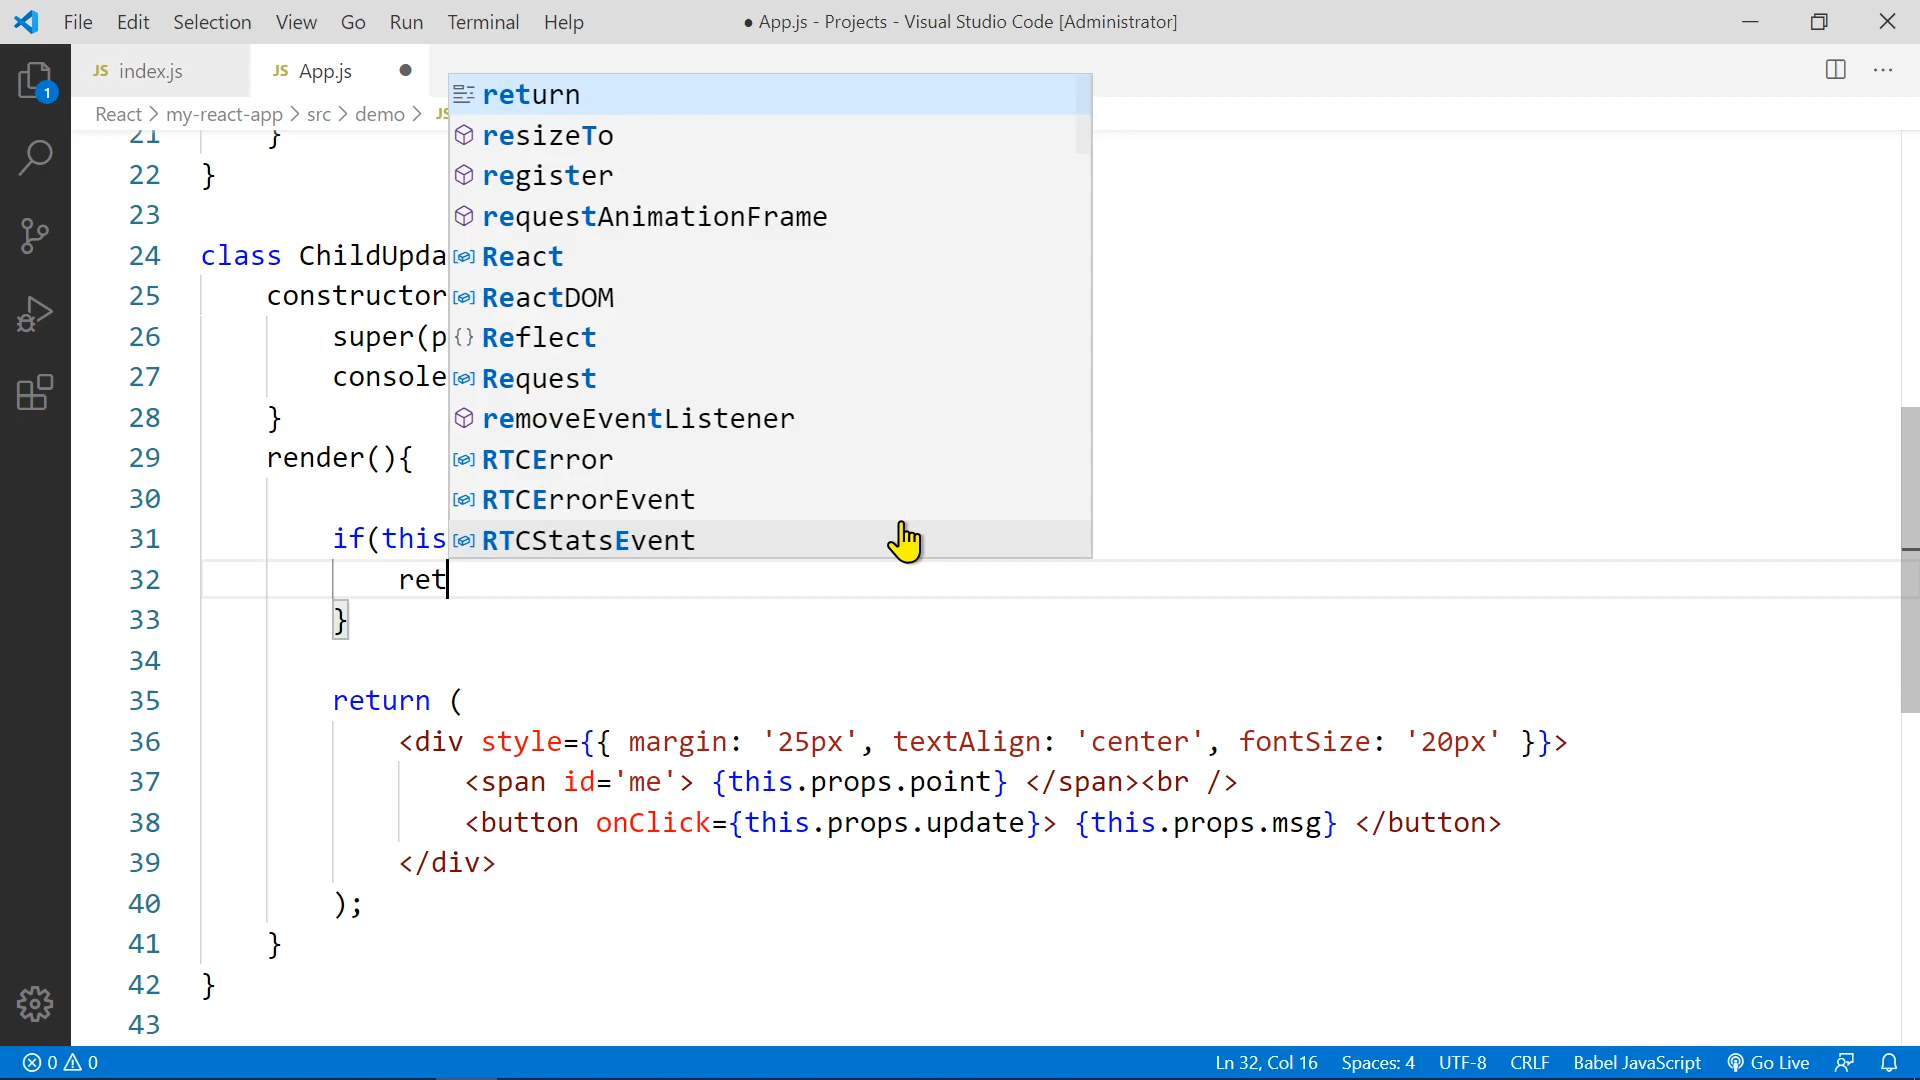 File Edit Selection View Go Run Terminal Help ● App.js - Projects - Visual Studio Code [Administrator]
JS index.js JS App.js ●
React > my-react-app > src > demo > JS
1
return
resizeTo
register
requestAnimationFrame
React
ReactDOM
Reflect
Request
removeEventListener
RTCError
RTCErrorEvent
RTCStatsEvent
21 }
22 }
23
24 class ChildUpda
25 constructor
26 super(p
27 console
28 }
29 render(){
30
31 if(this
32 ret
33 }
34
35 return (
36 <div style={{ margin: '25px', textAlign: 'center', fontSize: '20px' }}>
37 <span id='me'> {this.props.point} </span><br />
38 <button onClick={this.props.update}> {this.props.msg} </button>
39 </div>
40 );
41 }
42 }
43
0 0 Ln 32, Col 16 Spaces: 4 UTF-8 CRLF Babel JavaScript Go Live